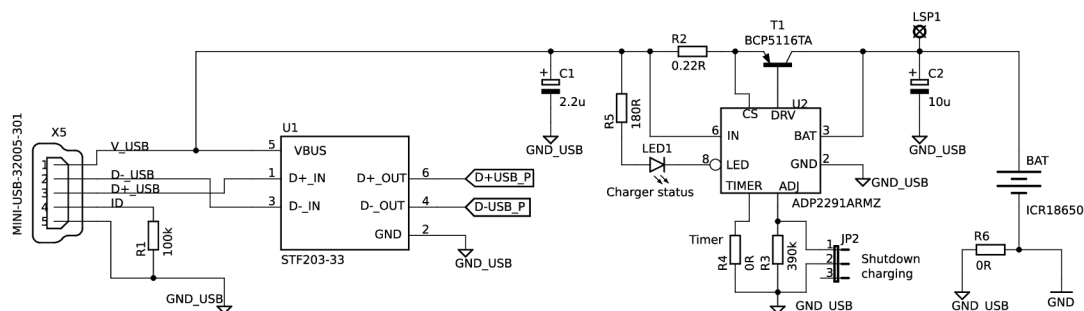 LSP1
T1
BCP5116TA
R2
0.22R
C1
2.2u
C2
10u
R5
180R
LED1
Charger status
U2
CS DRV
6 IN
BAT 3
8 LED
GND 2
TIMER ADJ
ADP2291ARMZ
GND_USB
GND_USB
GND_USB
X5
MINI-USB-32005-301
1
2
3
4
5
V_USB
D-_USB
D+_USB
ID
R1
100k
GND_USB
U1
5 VBUS
1 D+_IN
3 D-_IN
D+_OUT 6
D-_OUT 4
GND 2
STF203-33
D+USB_P
D-USB_P
GND_USB
Timer
R4
0R
R3
390k
JP2
1
2
3
Shutdown
charging
GND_USB
BAT
ICR18650
R6
0R
GND_USB
GND